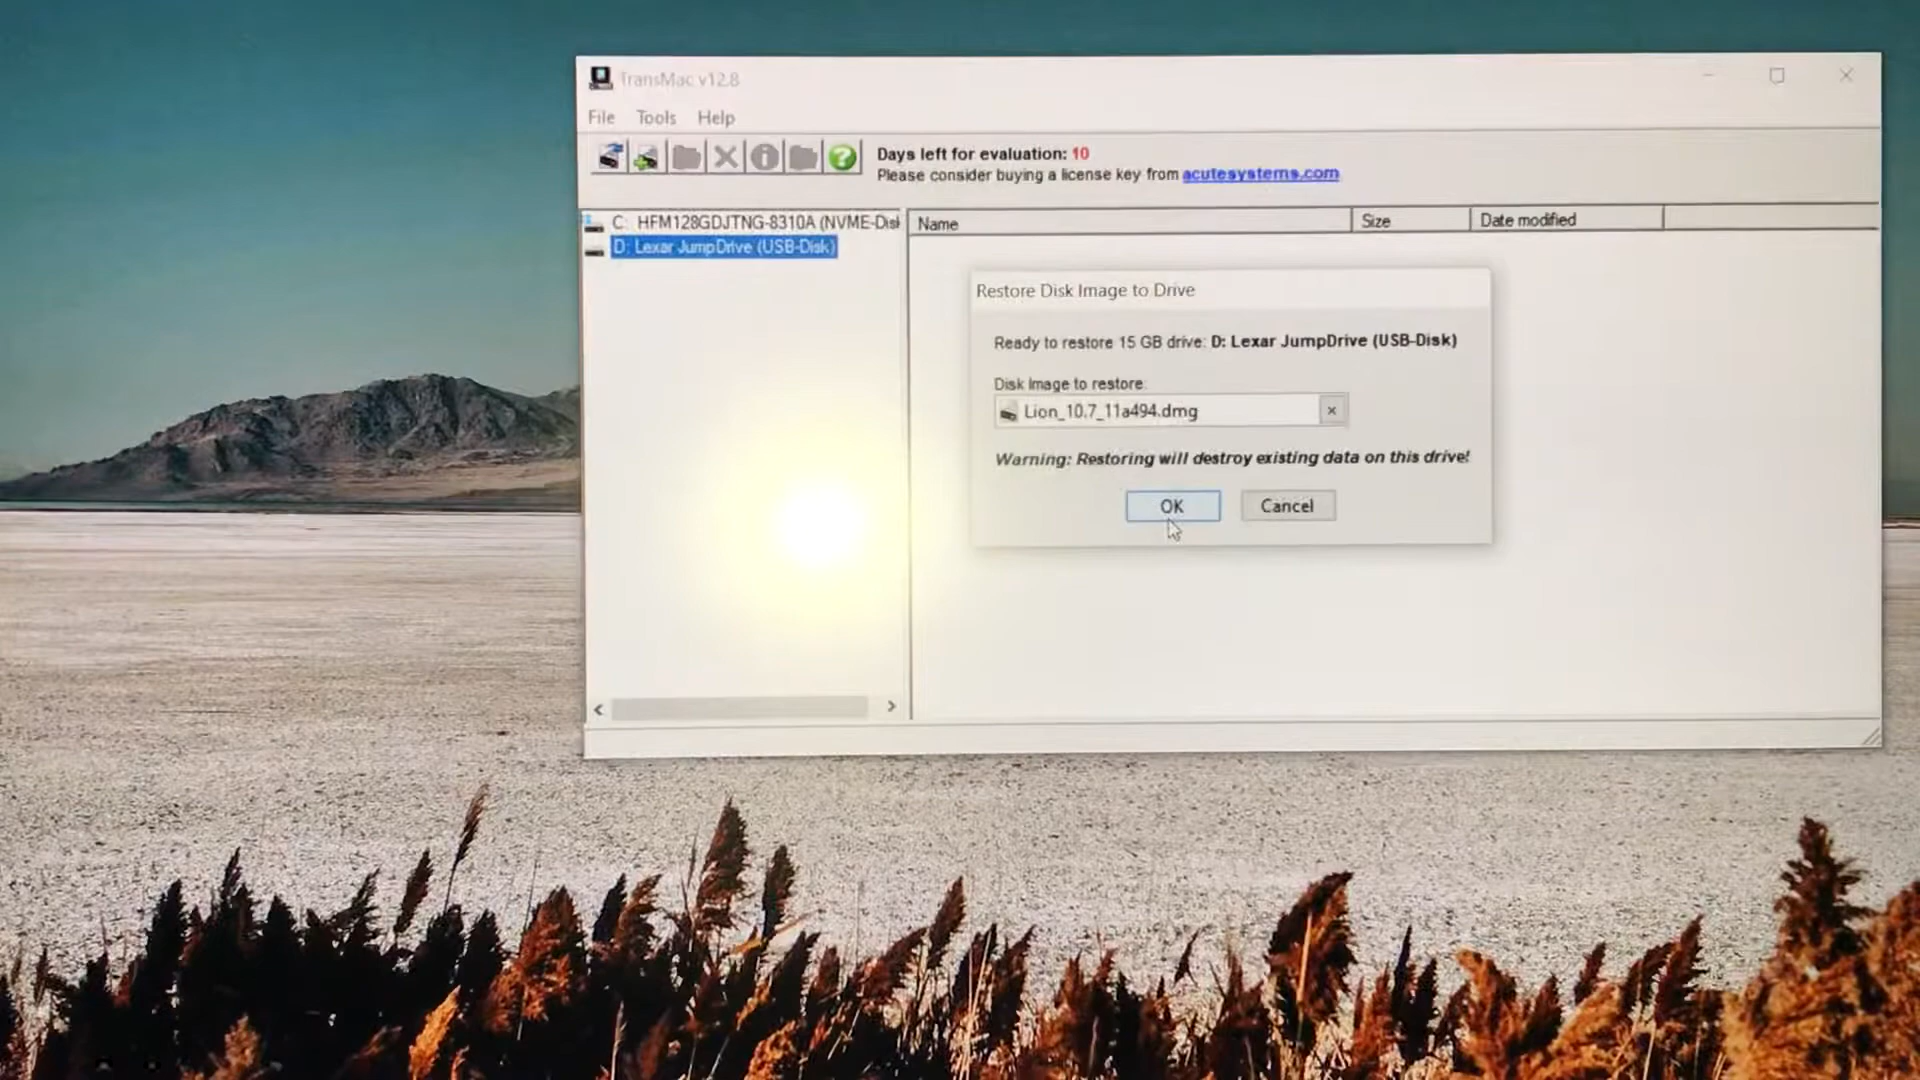 TransMac v12.8
File Tools Help
Days left for evaluation: 10
Please consider buying a license key from acutesystems.com
C: HFM128GDJTNG-8310A (NVME-Disk
D: Lexar JumpDrive (USB-Disk)
Name Size Date modified
Restore Disk Image to Drive
Ready to restore 15 GB drive: D: Lexar JumpDrive (USB-Disk)
Disk Image to restore:
Lion_10.7_11a494.dmg
Warning: Restoring will destroy existing data on this drive!
OK Cancel